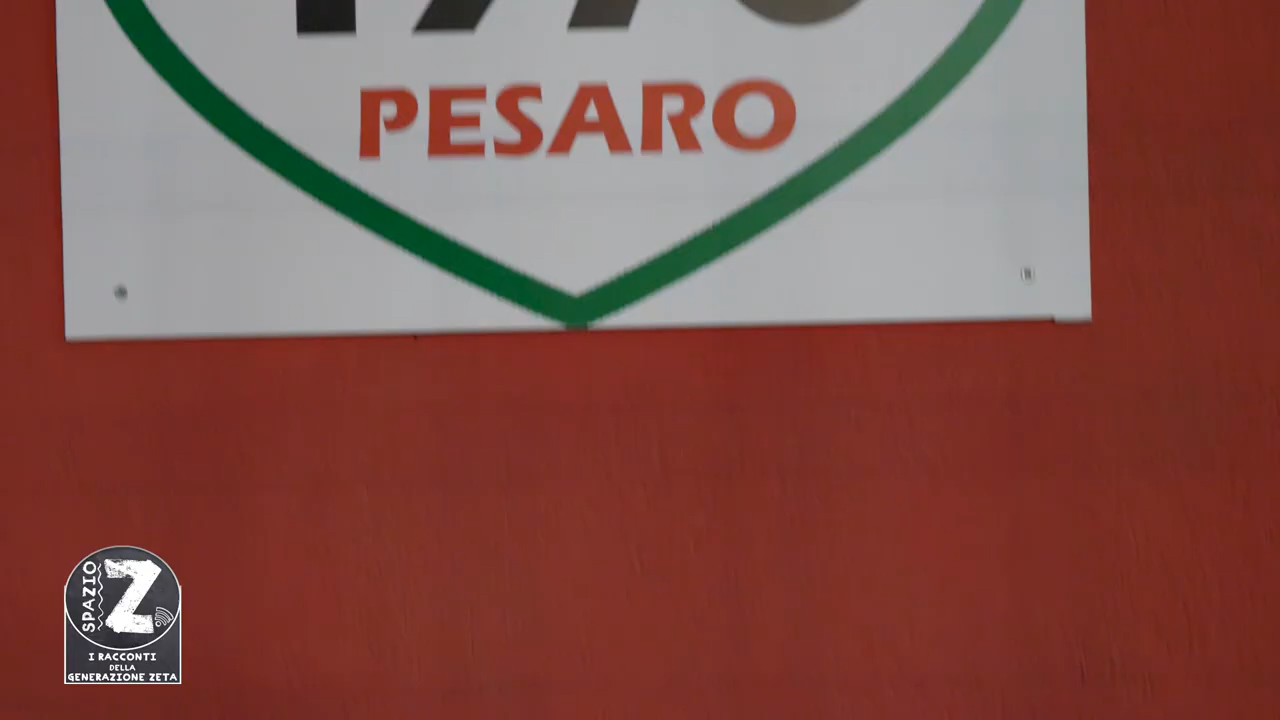 PESARO
SPAZIO
Z
I RACCONTI
DELLA
GENERAZIONE ZETA